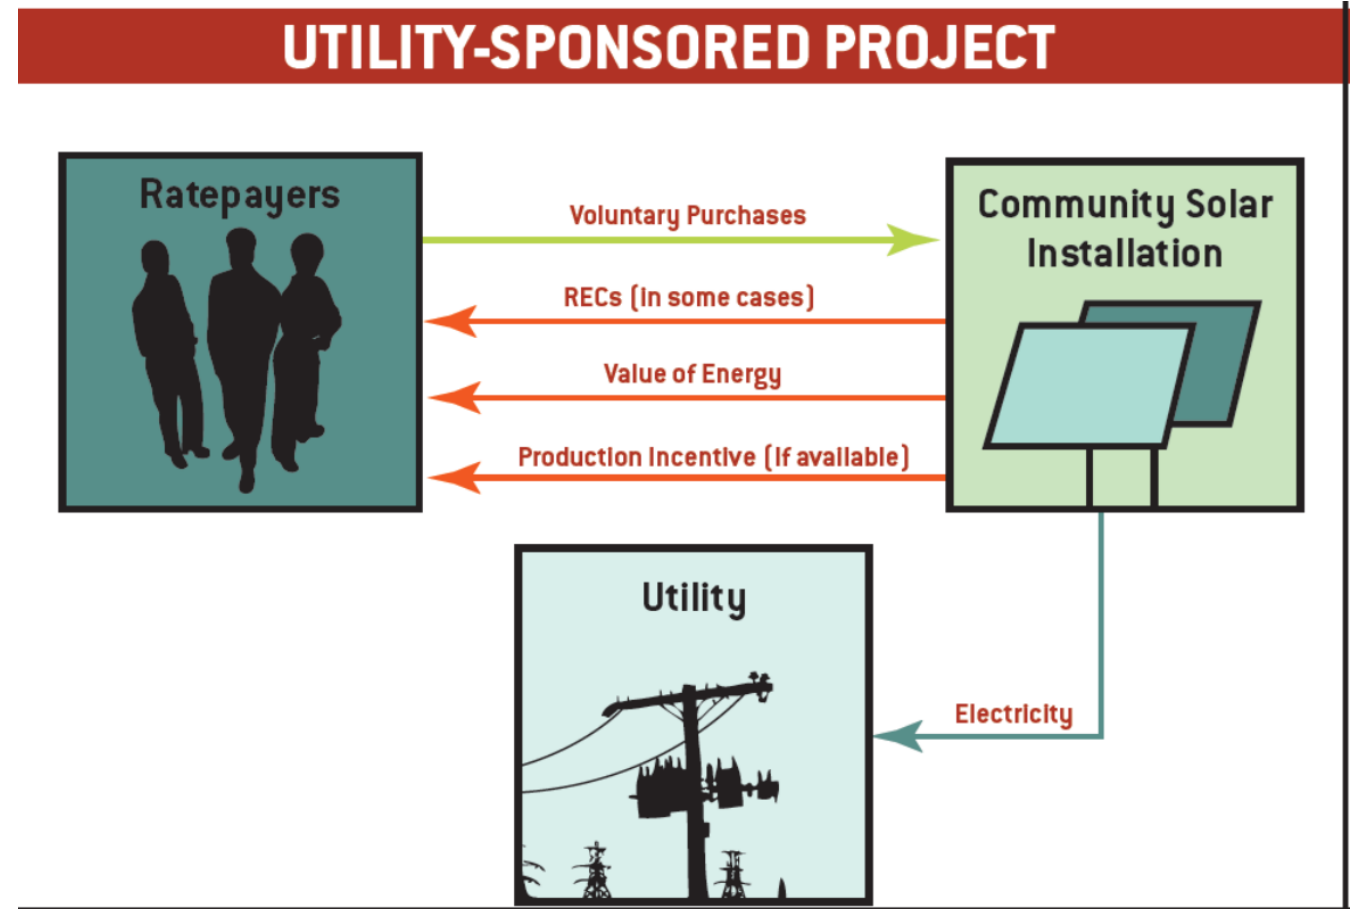 UTILITY-SPONSORED PROJECT
Ratepayers
Voluntary Purchases
RECs (in some cases)
Value of Energy
Production Incentive (if available)
Community Solar
Installation
Utility
Electricity